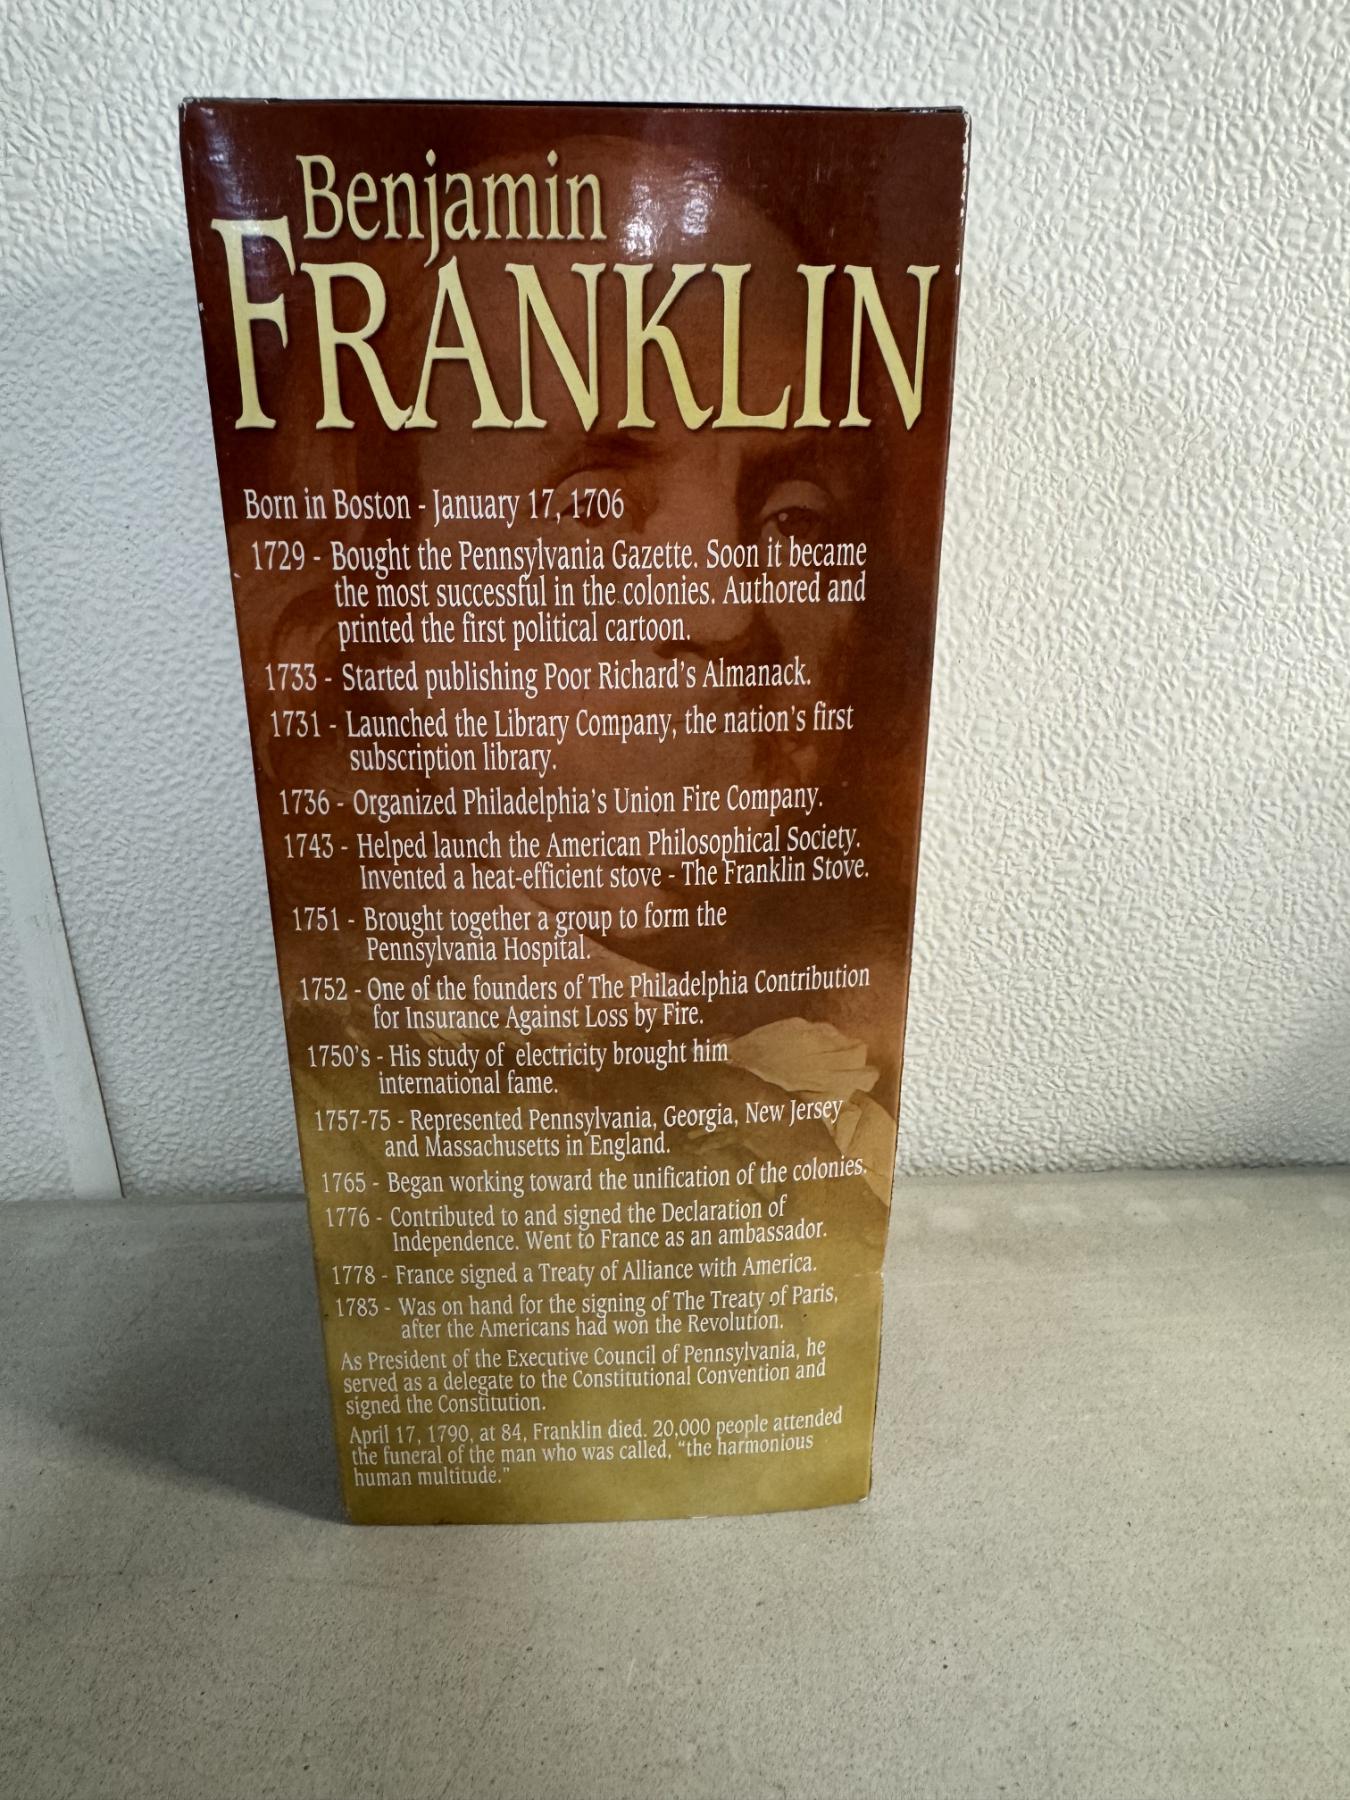 Benjamin
FRANKLIN
Born in Boston - January 17, 1706
1729 - Bought the Pennsylvania Gazette. Soon it became
the most successful in the colonies. Authored and
printed the first political cartoon.
1733 - Started publishing Poor Richard's Almanack.
1731 - Launched the Library Company, the nation's first
subscription library.
1736 - Organized Philadelphia's Union Fire Company.
1743 - Helped launch the American Philosophical Society.
Invented a heat-efficient stove - The Franklin Stove.
1751 - Brought together a group to form the
Pennsylvania Hospital.
1752 - One of the founders of The Philadelphia Contribution
for Insurance Against Loss by Fire.
1750's - His study of electricity brought him
international fame.
1757-75 - Represented Pennsylvania, Georgia, New Jersey
and Massachusetts in England.
1765 - Began working toward the unification of the colonies.
1776 - Contributed to and signed the Declaration of
Independence. Went to France as an ambassador.
1778 - France signed a Treaty of Alliance with America.
1783 - Was on hand for the signing of The Treaty of Paris,
after the Americans had won the Revolution.
As President of the Executive Council of Pennsylvania, he
served as a delegate to the Constitutional Convention and
signed the Constitution.
April 17, 1790, at 84, Franklin died. 20,000 people attended
the funeral of the man who was called, "the harmonious
human multitude."